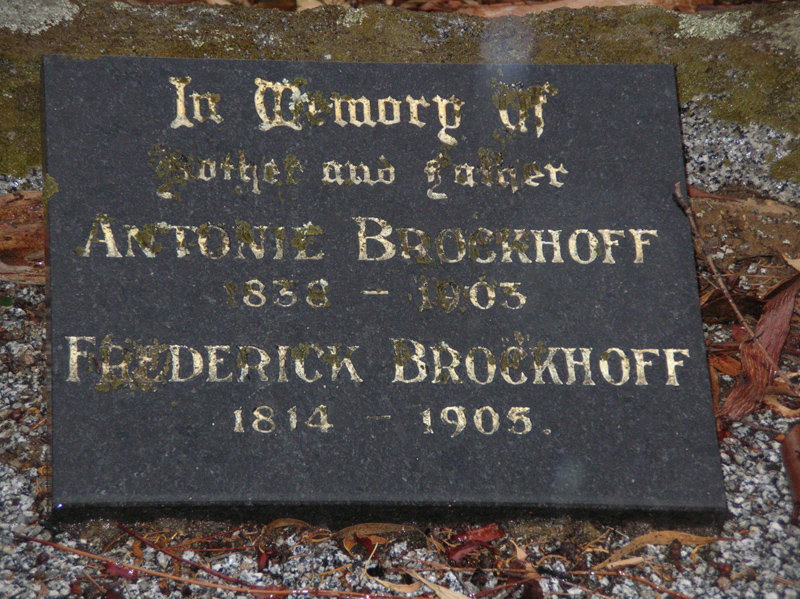 In Memory Of
Mother and Father
ANTONIE BROCKHOFF
1838 - 1903
FREDERICK BROCKHOFF
1814 - 1905.